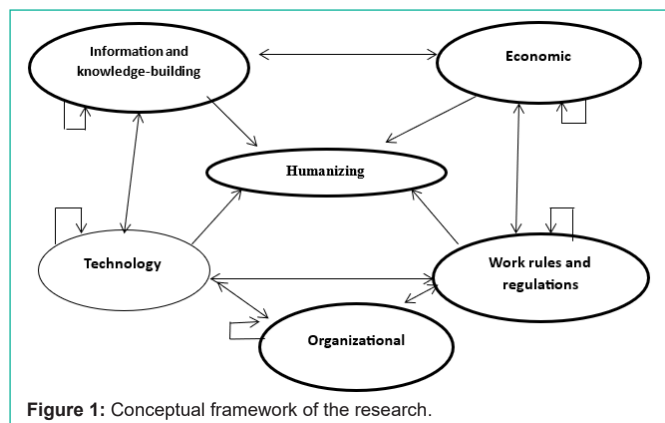 Information and
knowledge-building
Economic
Humanizing
Technology
Work rules and
regulations
Organizational
Figure 1: Conceptual framework of the research.